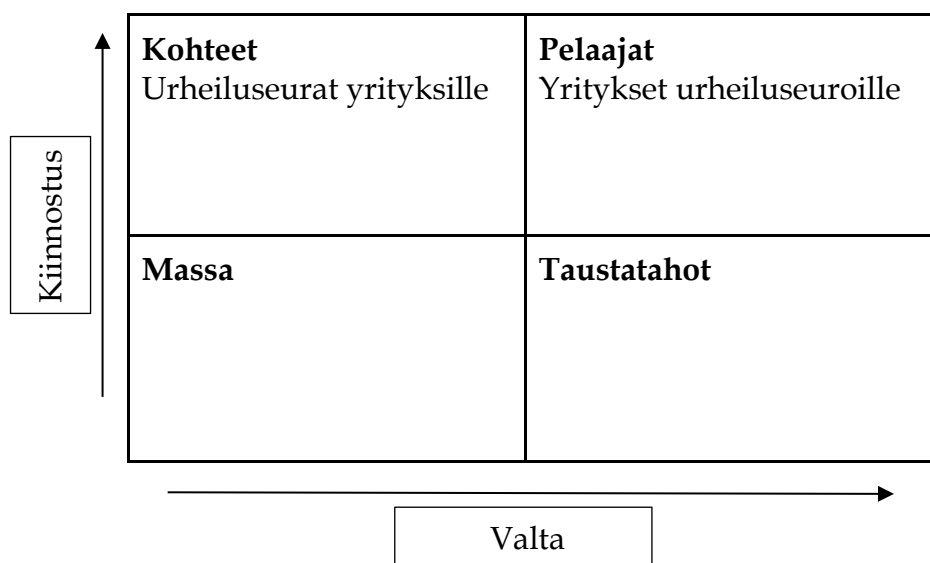 Kohteet
Urheiluseurat yrityksille
Pelaajat
Yritykset urheiluseuroille
Kiinnostus
Massa
Taustatahot
Valta